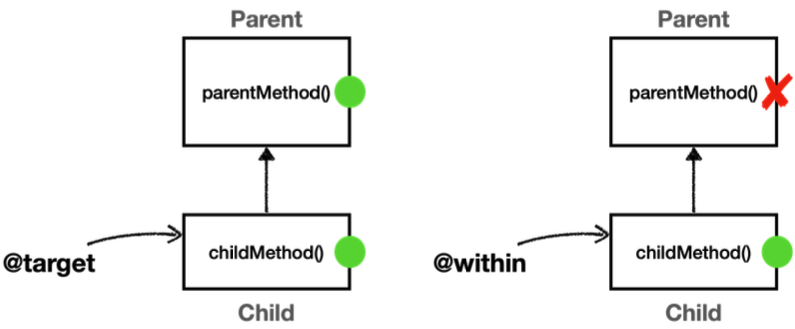 Parent
parentMethod()
@target
childMethod()
Child
Parent
parentMethod()
@within
childMethod()
Child